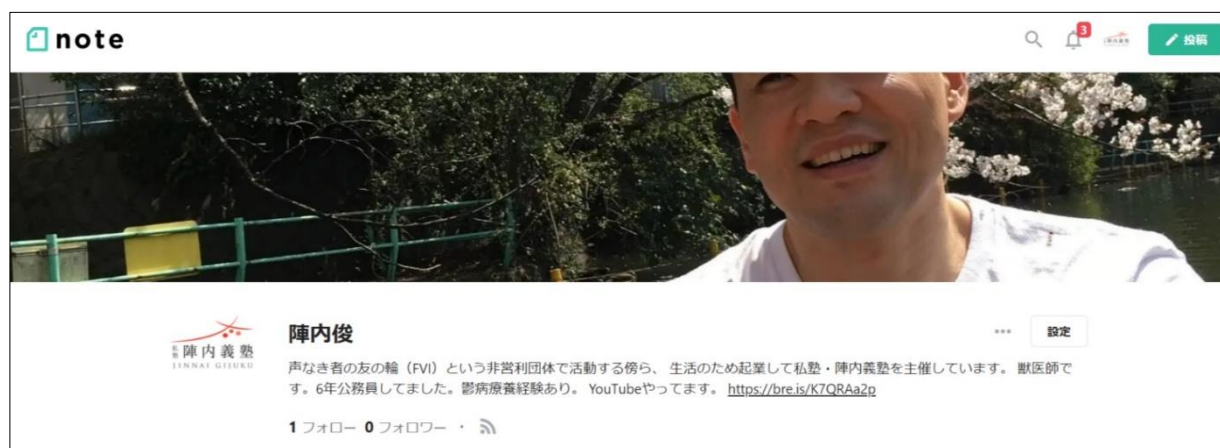 note
3
投稿
陣内俊
設定
私塾 陣内義塾
JINNAI GIJUKU
声なき者の友の輪(FVI)という非営利団体で活動する傍ら、 生活のため起業して私塾・陣内義塾を主催しています。 獣医師で
す。6年公務員してました。鬱病療養経験あり。 YouTubeやってます。 https://bre.is/K7QRAa2p
1 フォロー 0 フォロワー ・